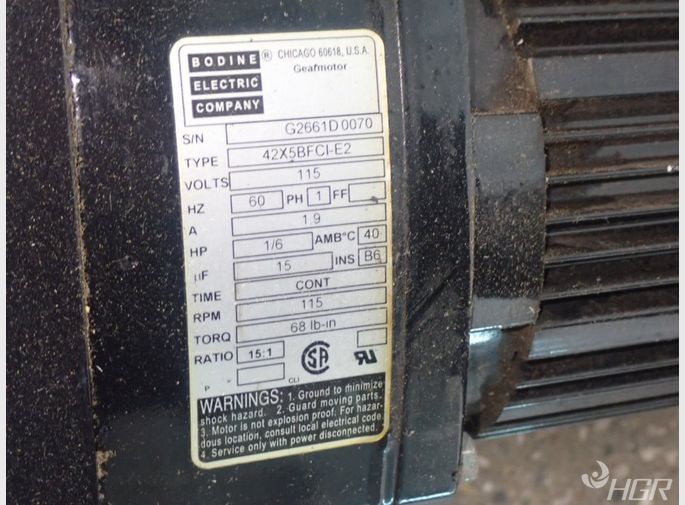 BODINE ® CHICAGO 60618, U.S.A.
ELECTRIC Gearmotor
COMPANY
S/N G2661D0070
TYPE 42X5BFCI-E2
VOLTS 115
HZ 60 PH 1 FF
A 1.9
HP 1/6 AMB°C 40
µF 15 INS B6
TIME CONT
RPM 115
TORQ 68 lb-in
RATIO 15:1
WARNINGS: 1. Ground to minimize
shock hazard. 2. Guard moving parts.
3. Motor is not explosion proof. For hazar-
dous location, consult local electrical code.
4. Service only with power disconnected.
HGR